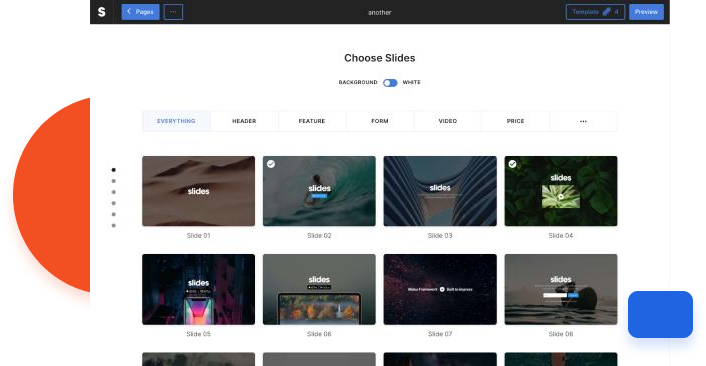 S
Pages
...
another
Template 4
Preview
Choose Slides
BACKGROUND WHITE
EVERYTHING HEADER FEATURE FORM VIDEO PRICE ...
slides
slides
slides
slides
Slide 01
Slide 02
Slide 03
Slide 04
slides
slides
Make Framework Built to impress
slides
Slide 05
Slide 06
Slide 07
Slide 08